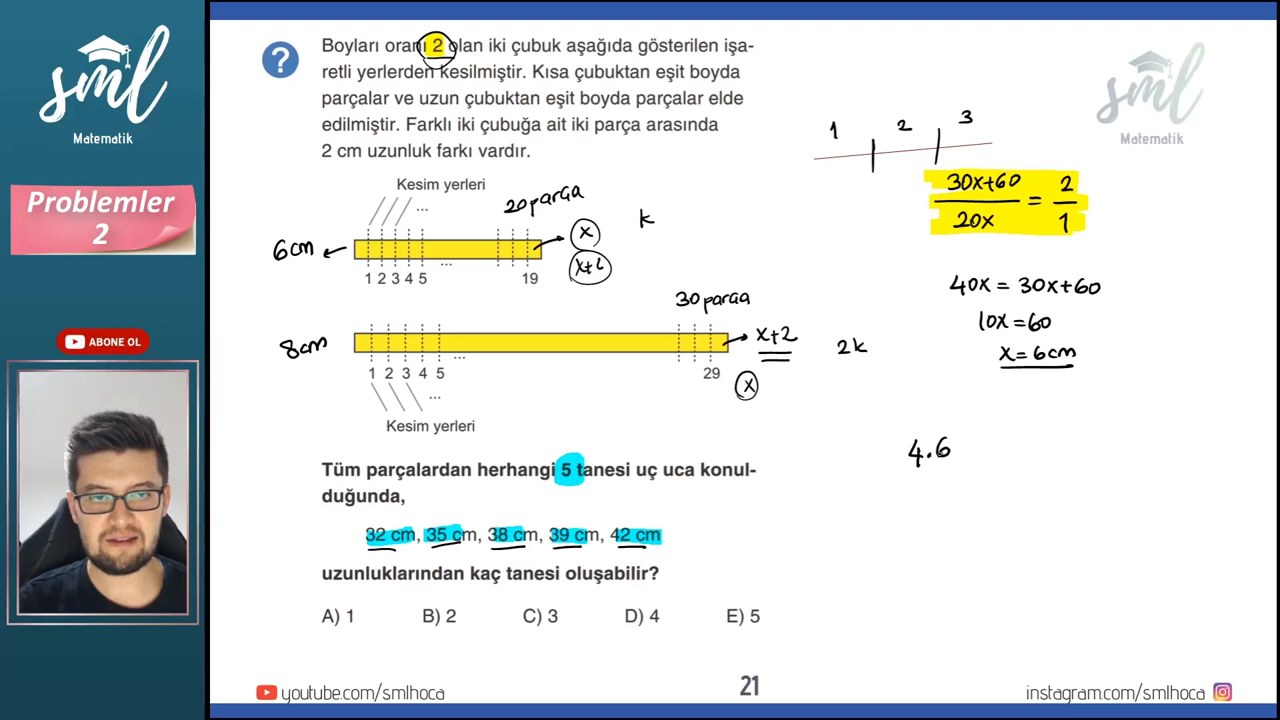 sml
Matematik
Problemler
2
ABONE OL
?
Boyları oranı 2 olan iki çubuk aşağıda gösterilen işa-
retli yerlerden kesilmiştir. Kısa çubuktan eşit boyda
parçalar ve uzun çubuktan eşit boyda parçalar elde
edilmiştir. Farklı iki çubuğa ait iki parça arasında
2 cm uzunluk farkı vardır.
Kesim yerleri
...
20 parça
6cm
x
k
x+2
1 2 3 4 5 ... 19
30 parça
8cm
x+2
2k
1 2 3 4 5 ... 29
x
...
Kesim yerleri
Tüm parçalardan herhangi 5 tanesi uç uca konul-
duğunda,
32 cm, 35 cm, 38 cm, 39 cm, 42 cm
uzunluklarından kaç tanesi oluşabilir?
A) 1 B) 2 C) 3 D) 4 E) 5
sml
Matematik
1 2 3
30x+60 / 20x = 2 / 1
40x = 30x+60
10x = 60
x = 6cm
4.6
youtube.com/smlhoca
21
instagram.com/smlhoca